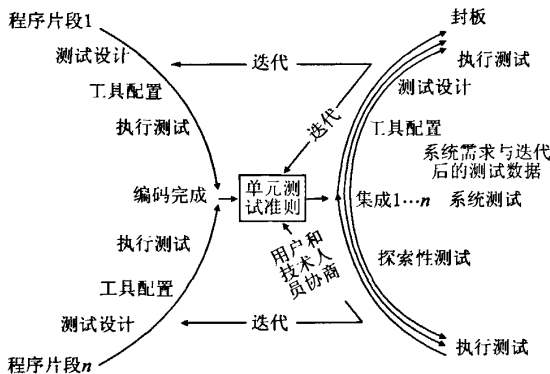 程序片段1
封板
测试设计
迭代
执行测试
工具配置
测试设计
执行测试
迭代
工具配置
系统需求与迭代
后的测试数据
编码完成
单元测
试准则
集成1…n
系统测试
执行测试
用户和
技术人
员协商
探索性测试
工具配置
测试设计
迭代
执行测试
程序片段n